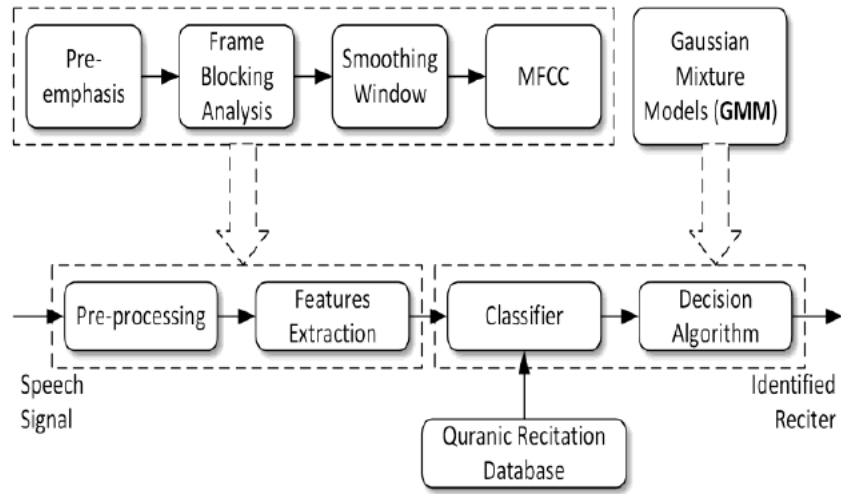 Pre-
emphasis
Frame
Blocking
Analysis
Smoothing
Window
MFCC
Gaussian
Mixture
Models (GMM)
Pre-processing
Features
Extraction
Classifier
Decision
Algorithm
Speech
Signal
Identified
Reciter
Quranic Recitation
Database